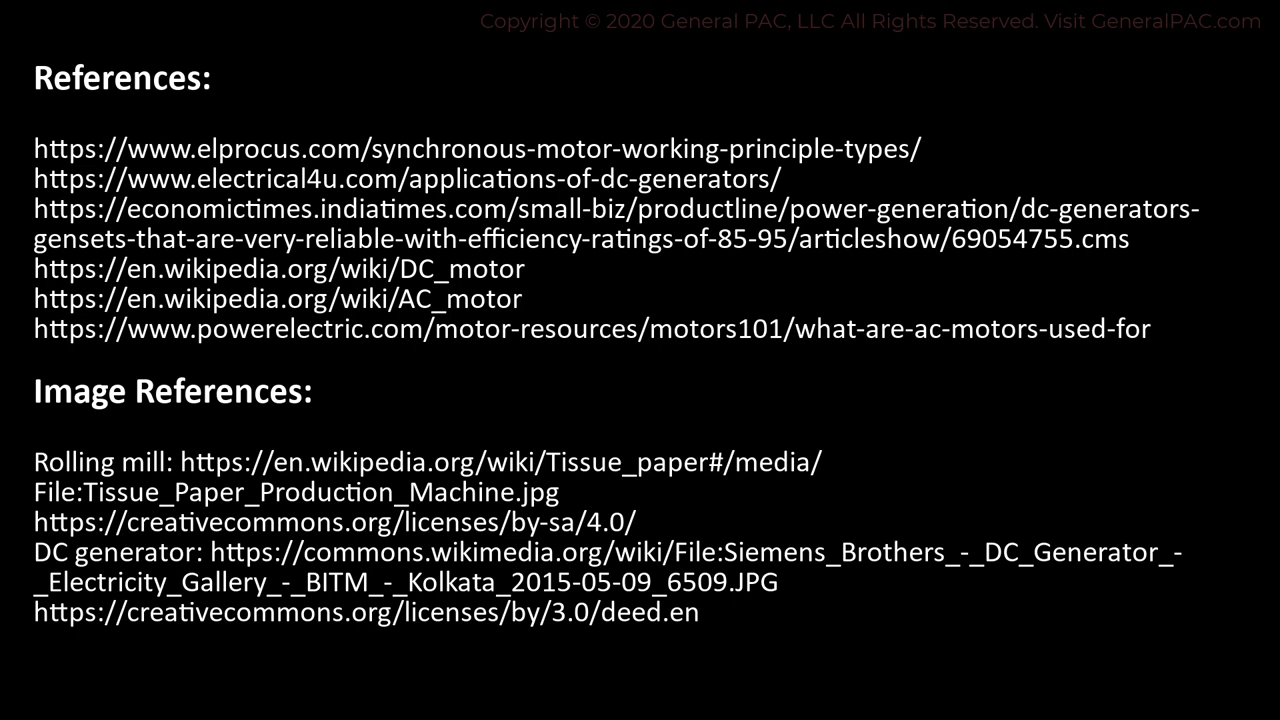 Copyright © 2020 General PAC, LLC All Rights Reserved. Visit GeneralPAC.com
References:
https://www.elprocus.com/synchronous-motor-working-principle-types/
https://www.electrical4u.com/applications-of-dc-generators/
https://economictimes.indiatimes.com/small-biz/productline/power-generation/dc-generators-
gensets-that-are-very-reliable-with-efficiency-ratings-of-85-95/articleshow/69054755.cms
https://en.wikipedia.org/wiki/DC_motor
https://en.wikipedia.org/wiki/AC_motor
https://www.powerelectric.com/motor-resources/motors101/what-are-ac-motors-used-for
Image References:
Rolling mill: https://en.wikipedia.org/wiki/Tissue_paper#/media/
File:Tissue_Paper_Production_Machine.jpg
https://creativecommons.org/licenses/by-sa/4.0/
DC generator: https://commons.wikimedia.org/wiki/File:Siemens_Brothers_-_DC_Generator_-
_Electricity_Gallery_-_BITM_-_Kolkata_2015-05-09_6509.JPG
https://creativecommons.org/licenses/by/3.0/deed.en